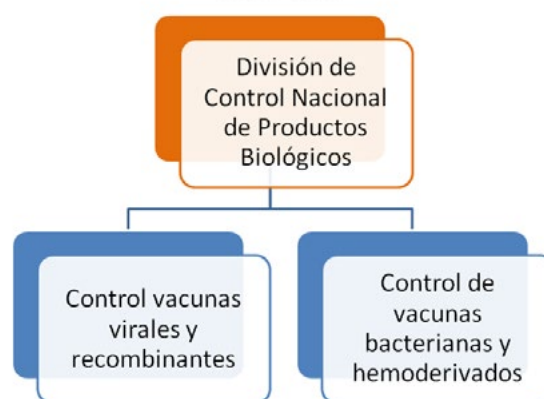 División de
Control Nacional
de Productos
Biológicos
Control vacunas
virales y
recombinantes
Control de
vacunas
bacterianas y
hemoderivados